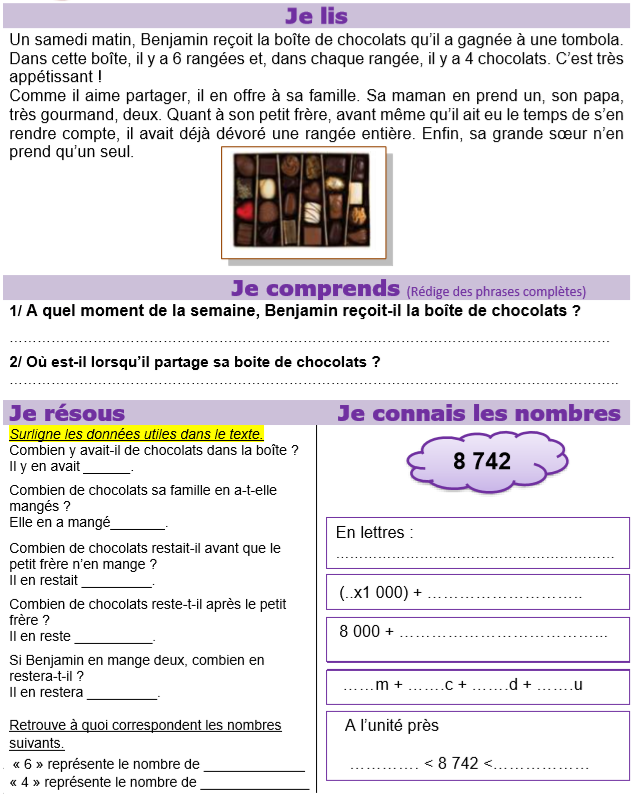 Je lis
Un samedi matin, Benjamin reçoit la boîte de chocolats qu'il a gagnée à une tombola.
Dans cette boîte, il y a 6 rangées et, dans chaque rangée, il y a 4 chocolats. C'est très
appétissant !
Comme il aime partager, il en offre à sa famille. Sa maman en prend un, son papa,
très gourmand, deux. Quant à son petit frère, avant même qu'il ait eu le temps de s'en
rendre compte, il avait déjà dévoré une rangée entière. Enfin, sa grande sœur n'en
prend qu'un seul.
Je comprends (Rédige des phrases complètes)
1/ A quel moment de la semaine, Benjamin reçoit-il la boîte de chocolats ?
………………………………………………………………………………………………………………
2/ Où est-il lorsqu'il partage sa boite de chocolats ?
………………………………………………………………………………………………………………
Je résous
Surligne les données utiles dans le texte.
Combien y avait-il de chocolats dans la boîte ?
Il y en avait ______.
Combien de chocolats sa famille en a-t-elle
mangés ?
Elle en a mangé_______.
Combien de chocolats restait-il avant que le
petit frère n'en mange ?
Il en restait _________.
Combien de chocolats reste-t-il après le petit
frère ?
Il en reste __________.
Si Benjamin en mange deux, combien en
restera-t-il ?
Il en restera _________.
Retrouve à quoi correspondent les nombres
suivants.
« 6 » représente le nombre de _____________
« 4 » représente le nombre de ______________
Je connais les nombres
8 742
En lettres :
…………………………………………………
(..x1 000) + ………………………..
8 000 + …………………………………..
……m + …….c + …….d + …….u
A l'unité près
…………. < 8 742 <………………